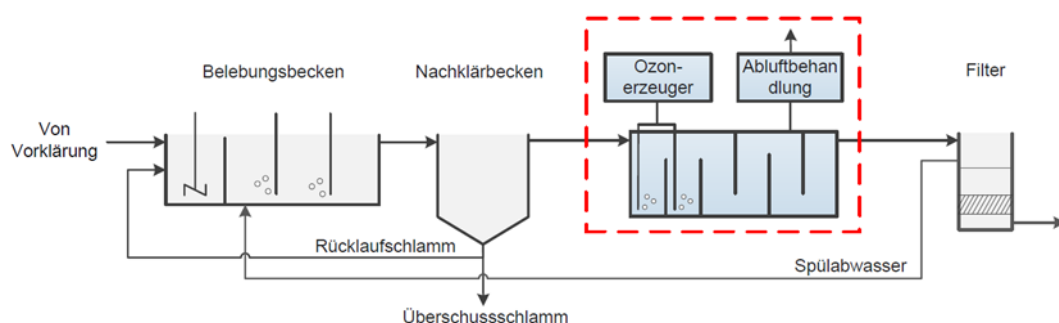 Belebungsbecken
Nachklärbecken
Ozon-
erzeuger
Abluftbehan
dlung
Filter
Von
Vorklärung
Rücklaufschlamm
Spülabwasser
Überschussschlamm